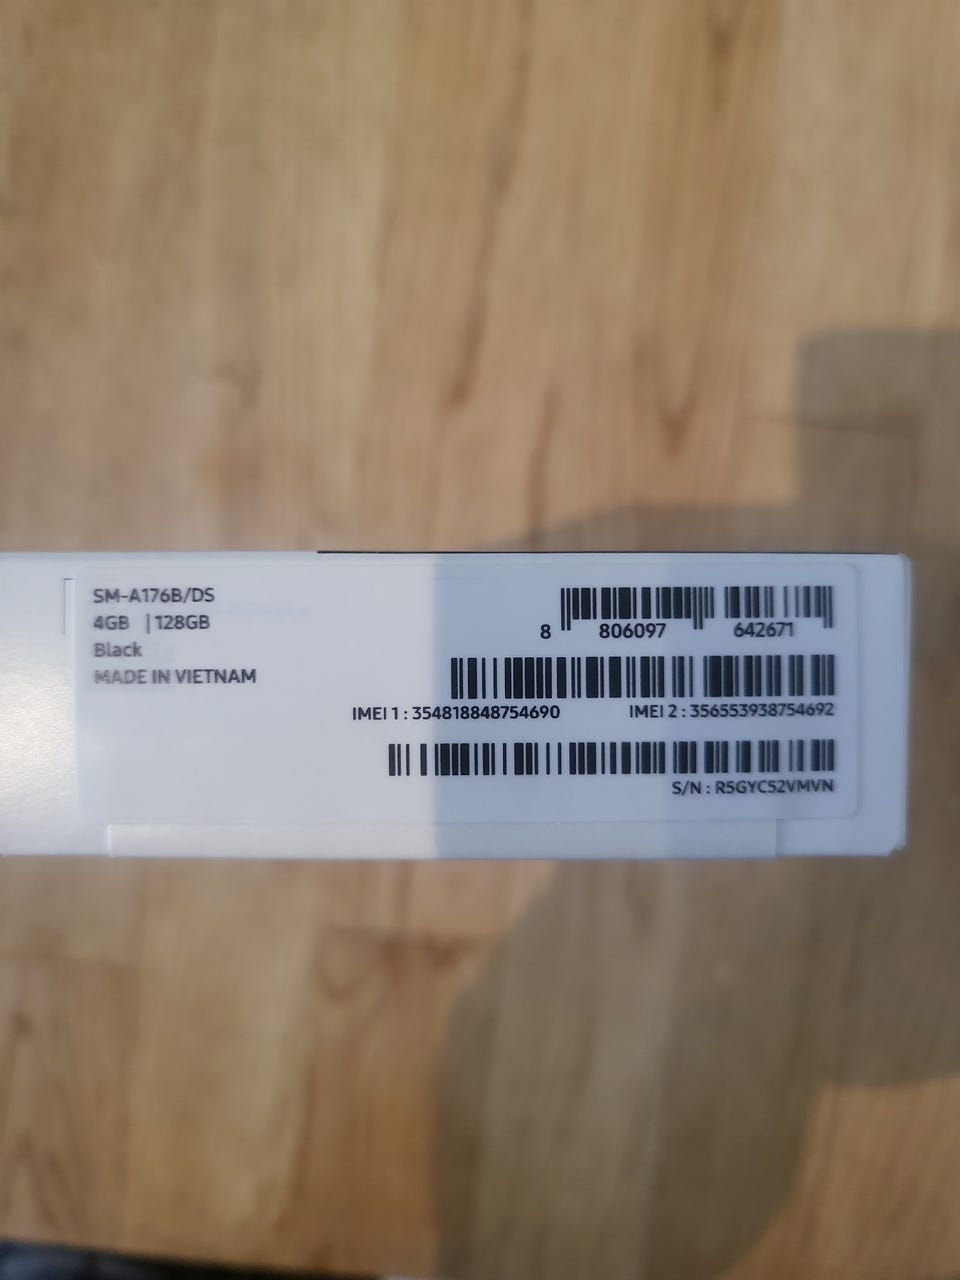 SM-A176B/DS
4GB | 128GB
Black
MADE IN VIETNAM
8 806097 642671
IMEI 1 : 354818848754690 IMEI 2 : 356553938754692
S/N : R5GYC52VMVN